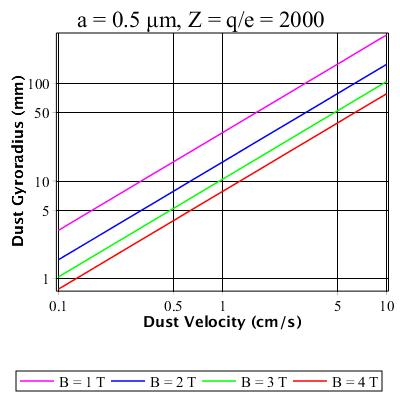 a = 0.5 μm, Z = q/e = 2000
Dust Gyroradius (mm)
100
50
10
5
1
0.1 0.5 1 5 10
Dust Velocity (cm/s)
B = 1 T B = 2 T B = 3 T B = 4 T